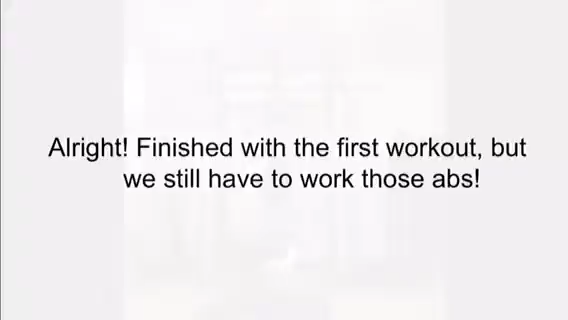 Alright! Finished with the first workout, but
we still have to work those abs!